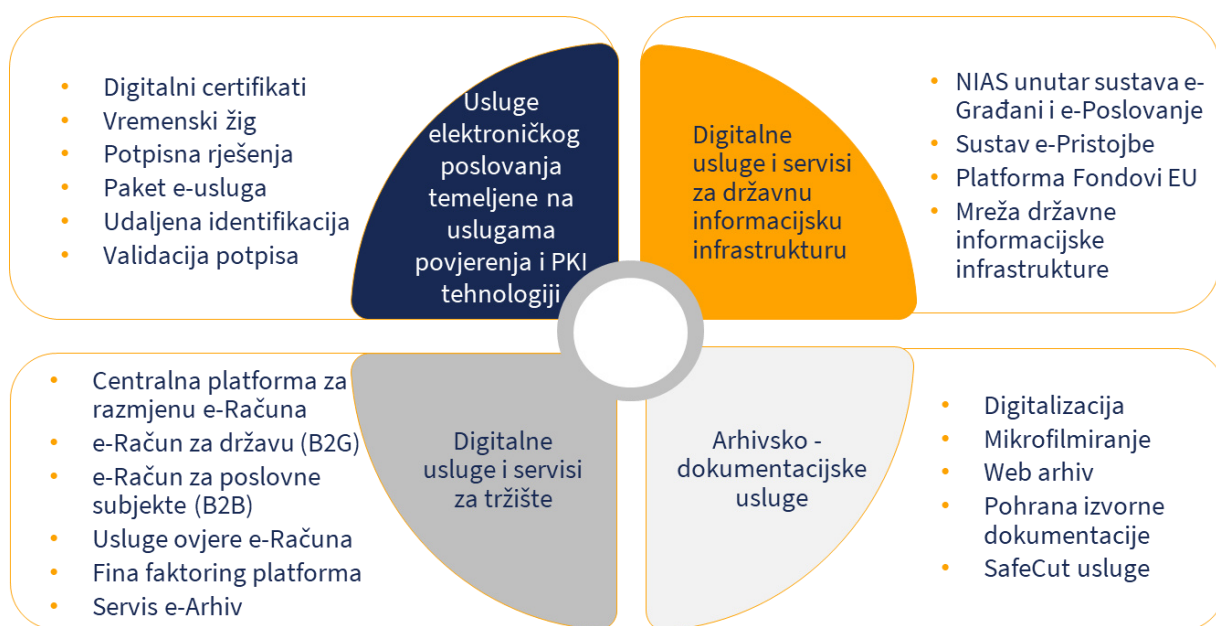 • Digitalni certifikati
• Vremenski žig
• Potpisna rješenja
• Paket e-usluga
• Udaljena identifikacija
• Validacija potpisa
Usluge
elektroničkog
poslovanja
temeljene na
uslugama
povjerenja i PKI
tehnologiji
Digitalne
usluge i servisi
za državnu
informacijsku
infrastrukturu
• NIAS unutar sustava e-
Građani i e-Poslovanje
• Sustav e-Pristojbe
• Platforma Fondovi EU
• Mreža državne
informacijske
infrastrukture
• Centralna platforma za
razmjenu e-Računa
• e-Račun za državu (B2G)
• e-Račun za poslovne
subjekte (B2B)
• Usluge ovjere e-Računa
• Fina faktoring platforma
• Servis e-Arhiv
Digitalne
usluge i servisi
za tržište
Arhivsko -
dokumentacijske
usluge
• Digitalizacija
• Mikrofilmiranje
• Web arhiv
• Pohrana izvorne
dokumentacije
• SafeCut usluge